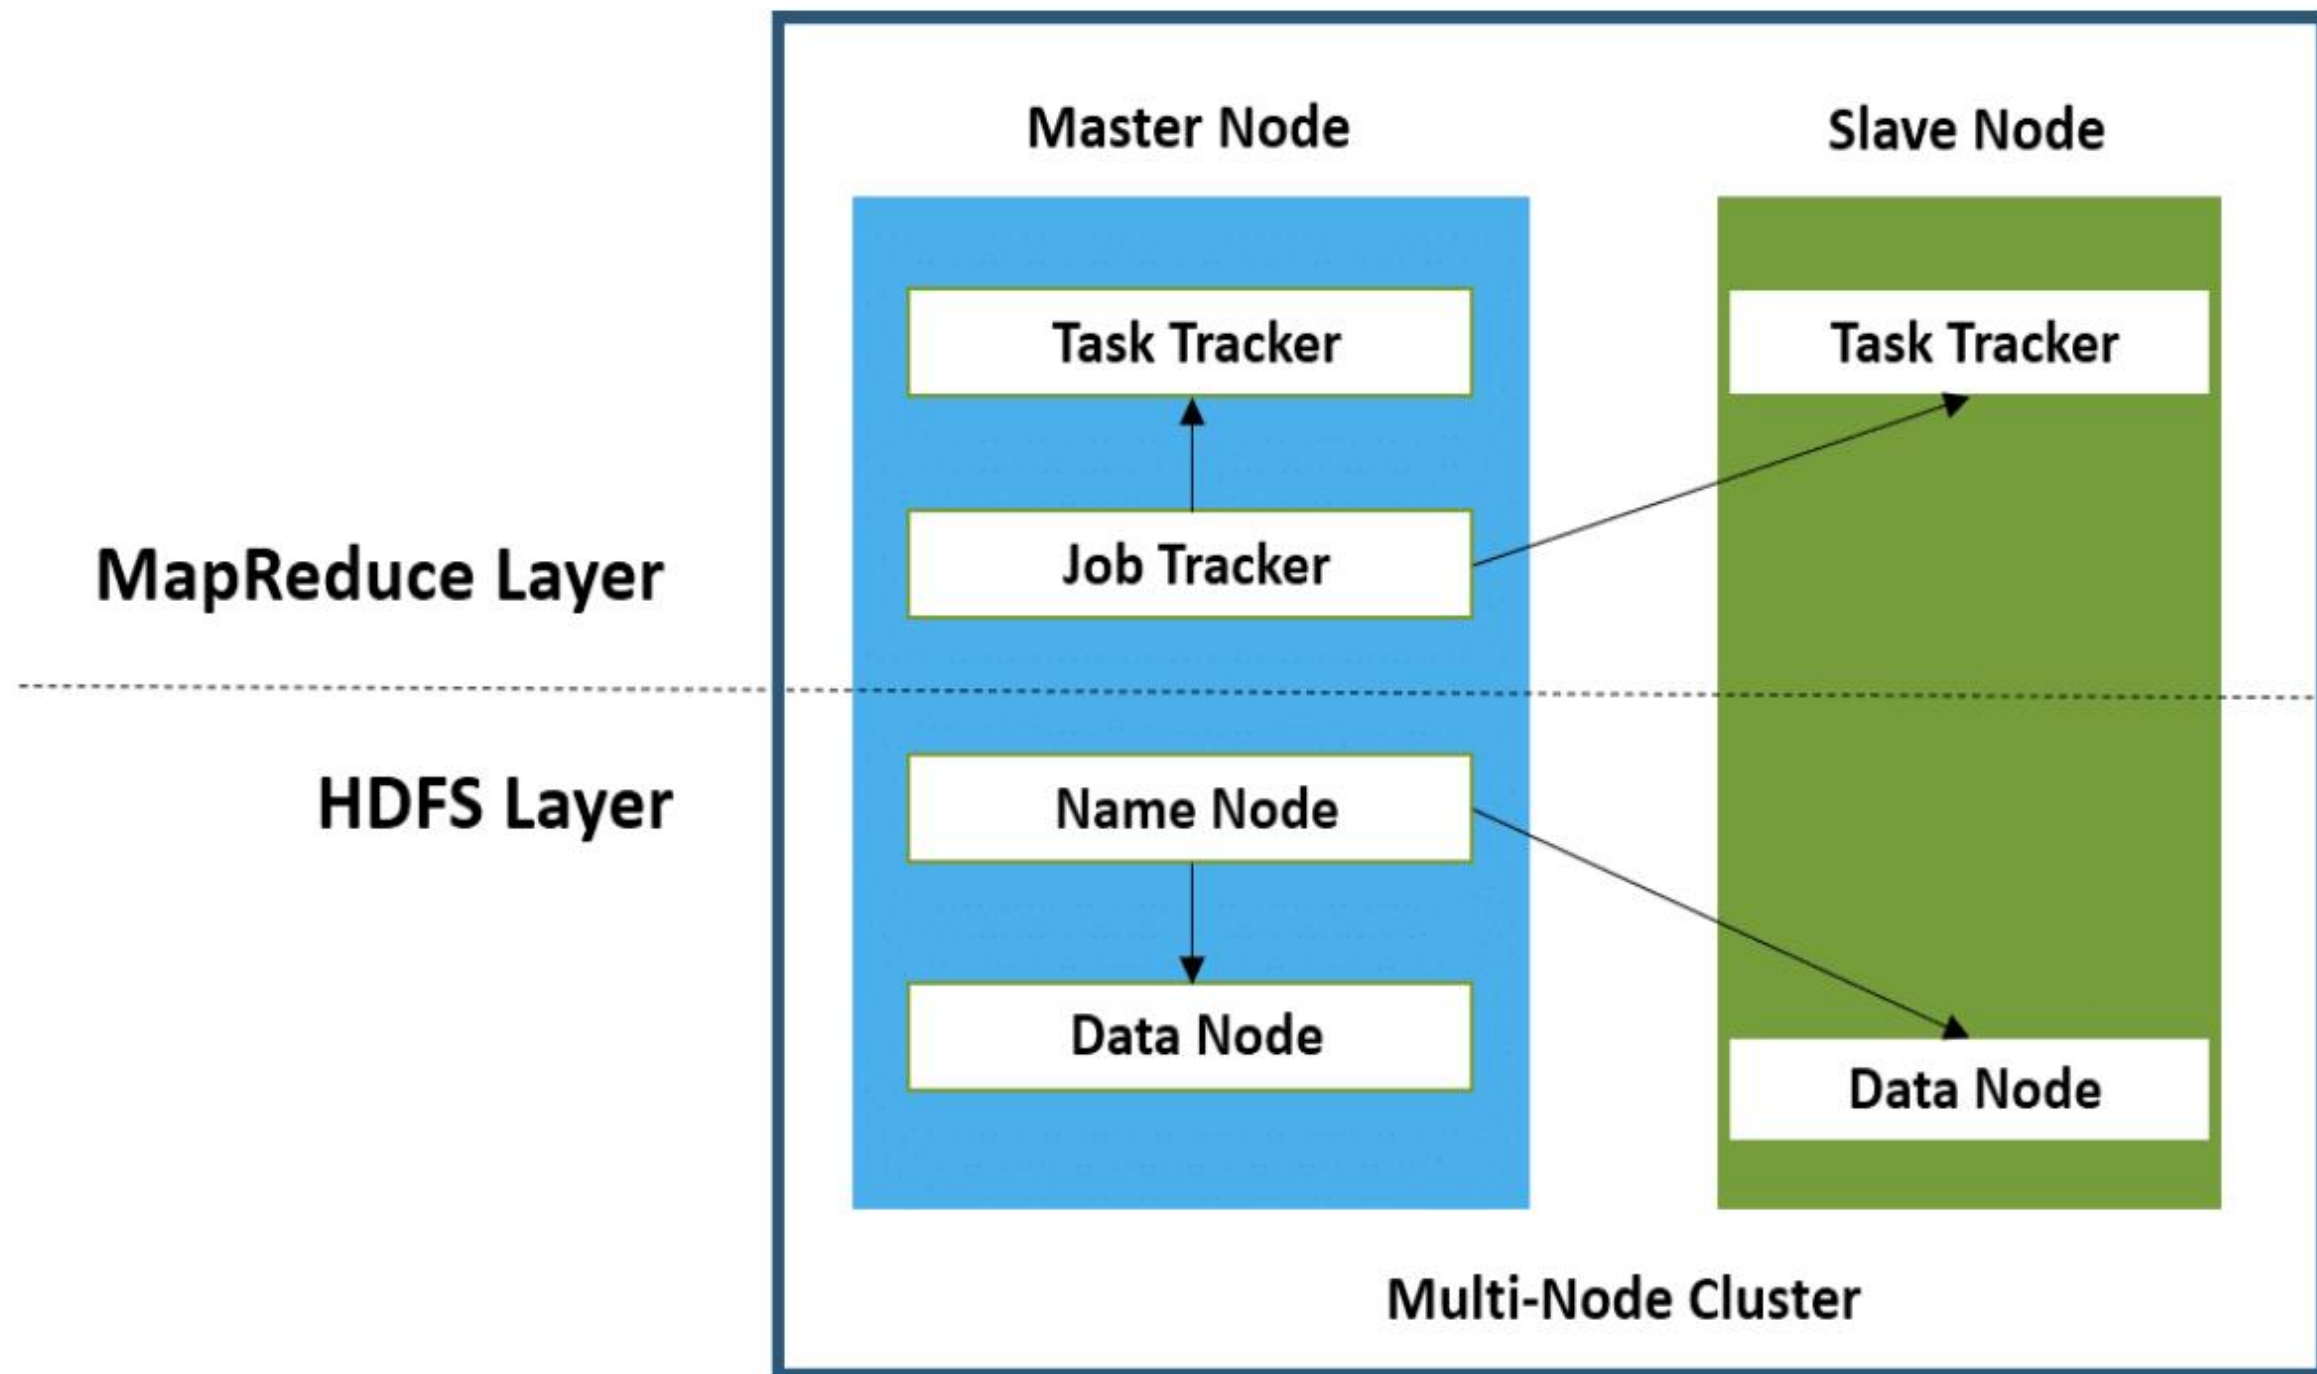 Master Node
Slave Node
Task Tracker
Task Tracker
Job Tracker
MapReduce Layer
HDFS Layer
Name Node
Data Node
Data Node
Multi-Node Cluster